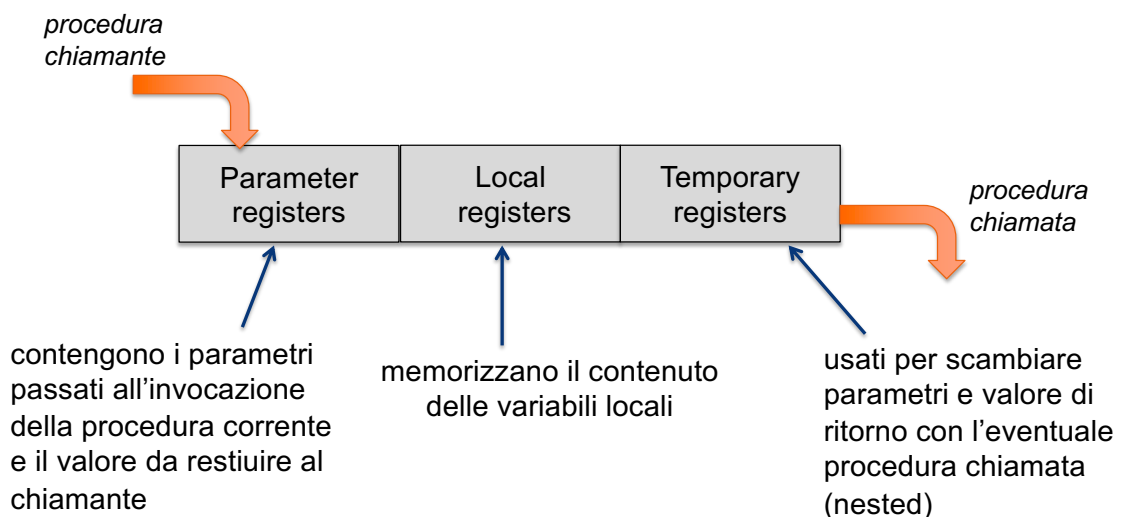 procedura
chiamante
Parameter
registers
Local
registers
Temporary
registers
procedura
chiamata
contengono i parametri
passati all'invocazione
della procedura corrente
e il valore da restiuire al
chiamante
memorizzano il contenuto
delle variabili locali
usati per scambiare
parametri e valore di
ritorno con l'eventuale
procedura chiamata
(nested)